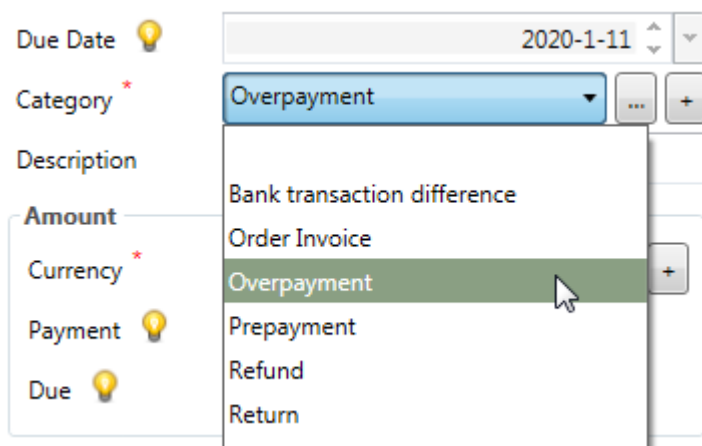 Due Date 2020-1-11
Category * Overpayment ... +
Description
Bank transaction difference
Amount
Order Invoice
Currency * Overpayment +
Payment Prepayment
Refund
Due
Return